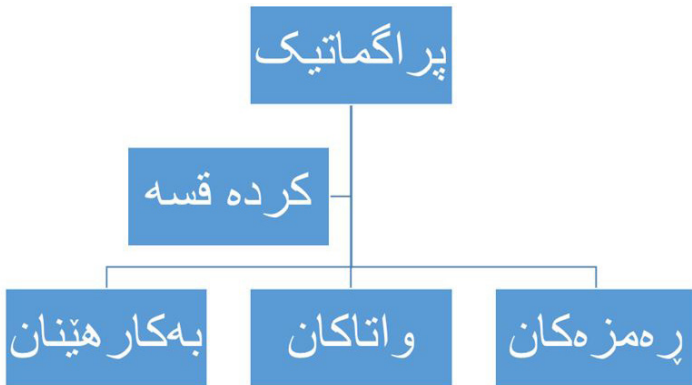 پراگماتیک
کردە قسە
ڕەمزەکان
واتاکان
بەکارهێنان